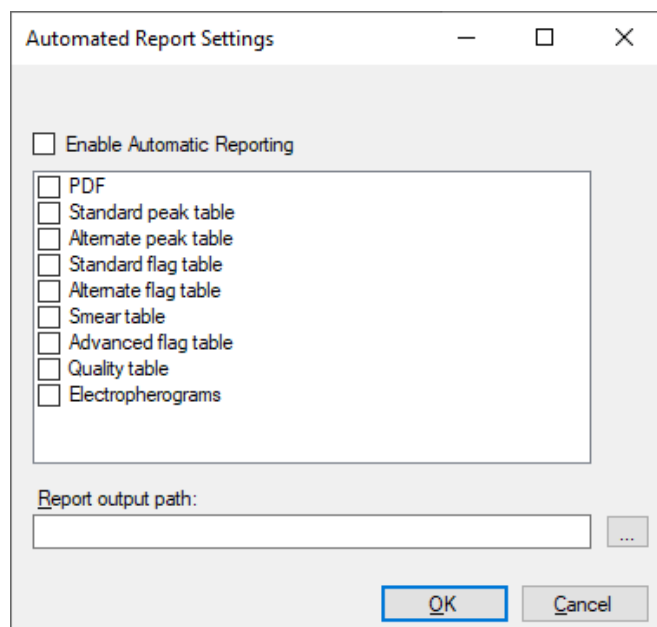 Automated Report Settings
Enable Automatic Reporting
PDF
Standard peak table
Alternate peak table
Standard flag table
Alternate flag table
Smear table
Advanced flag table
Quality table
Electropherograms
Report output path:
...
OK
Cancel